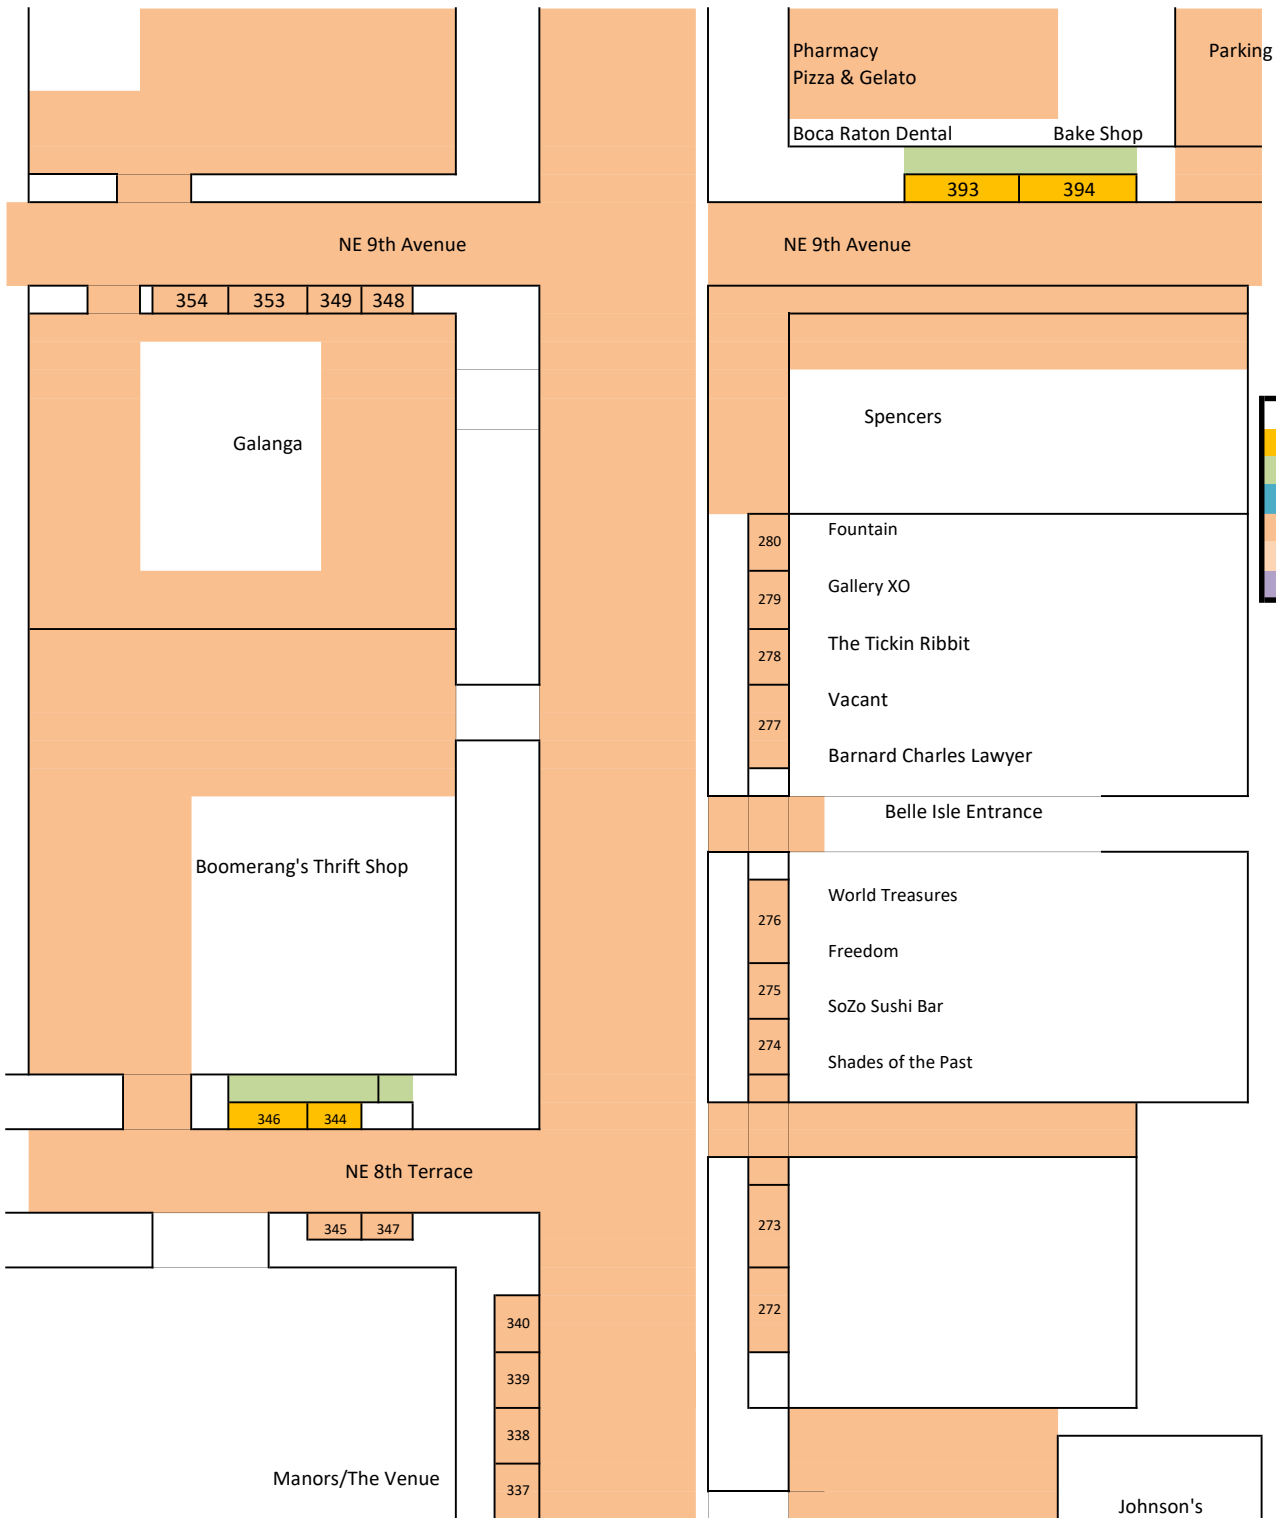 Pharmacy
Parking
Pizza & Gelato
Boca Raton Dental
Bake Shop
393
394
NE 9th Avenue
NE 9th Avenue
354
353
349
348
Spencers
Galanga
280
Fountain
279
Gallery XO
278
The Tickin Ribbit
Vacant
277
Barnard Charles Lawyer
Belle Isle Entrance
Boomerang's Thrift Shop
World Treasures
276
Freedom
275
SoZo Sushi Bar
274
Shades of the Past
346
344
NE 8th Terrace
345
347
273
272
340
339
338
Manors/The Venue
337
Johnson's